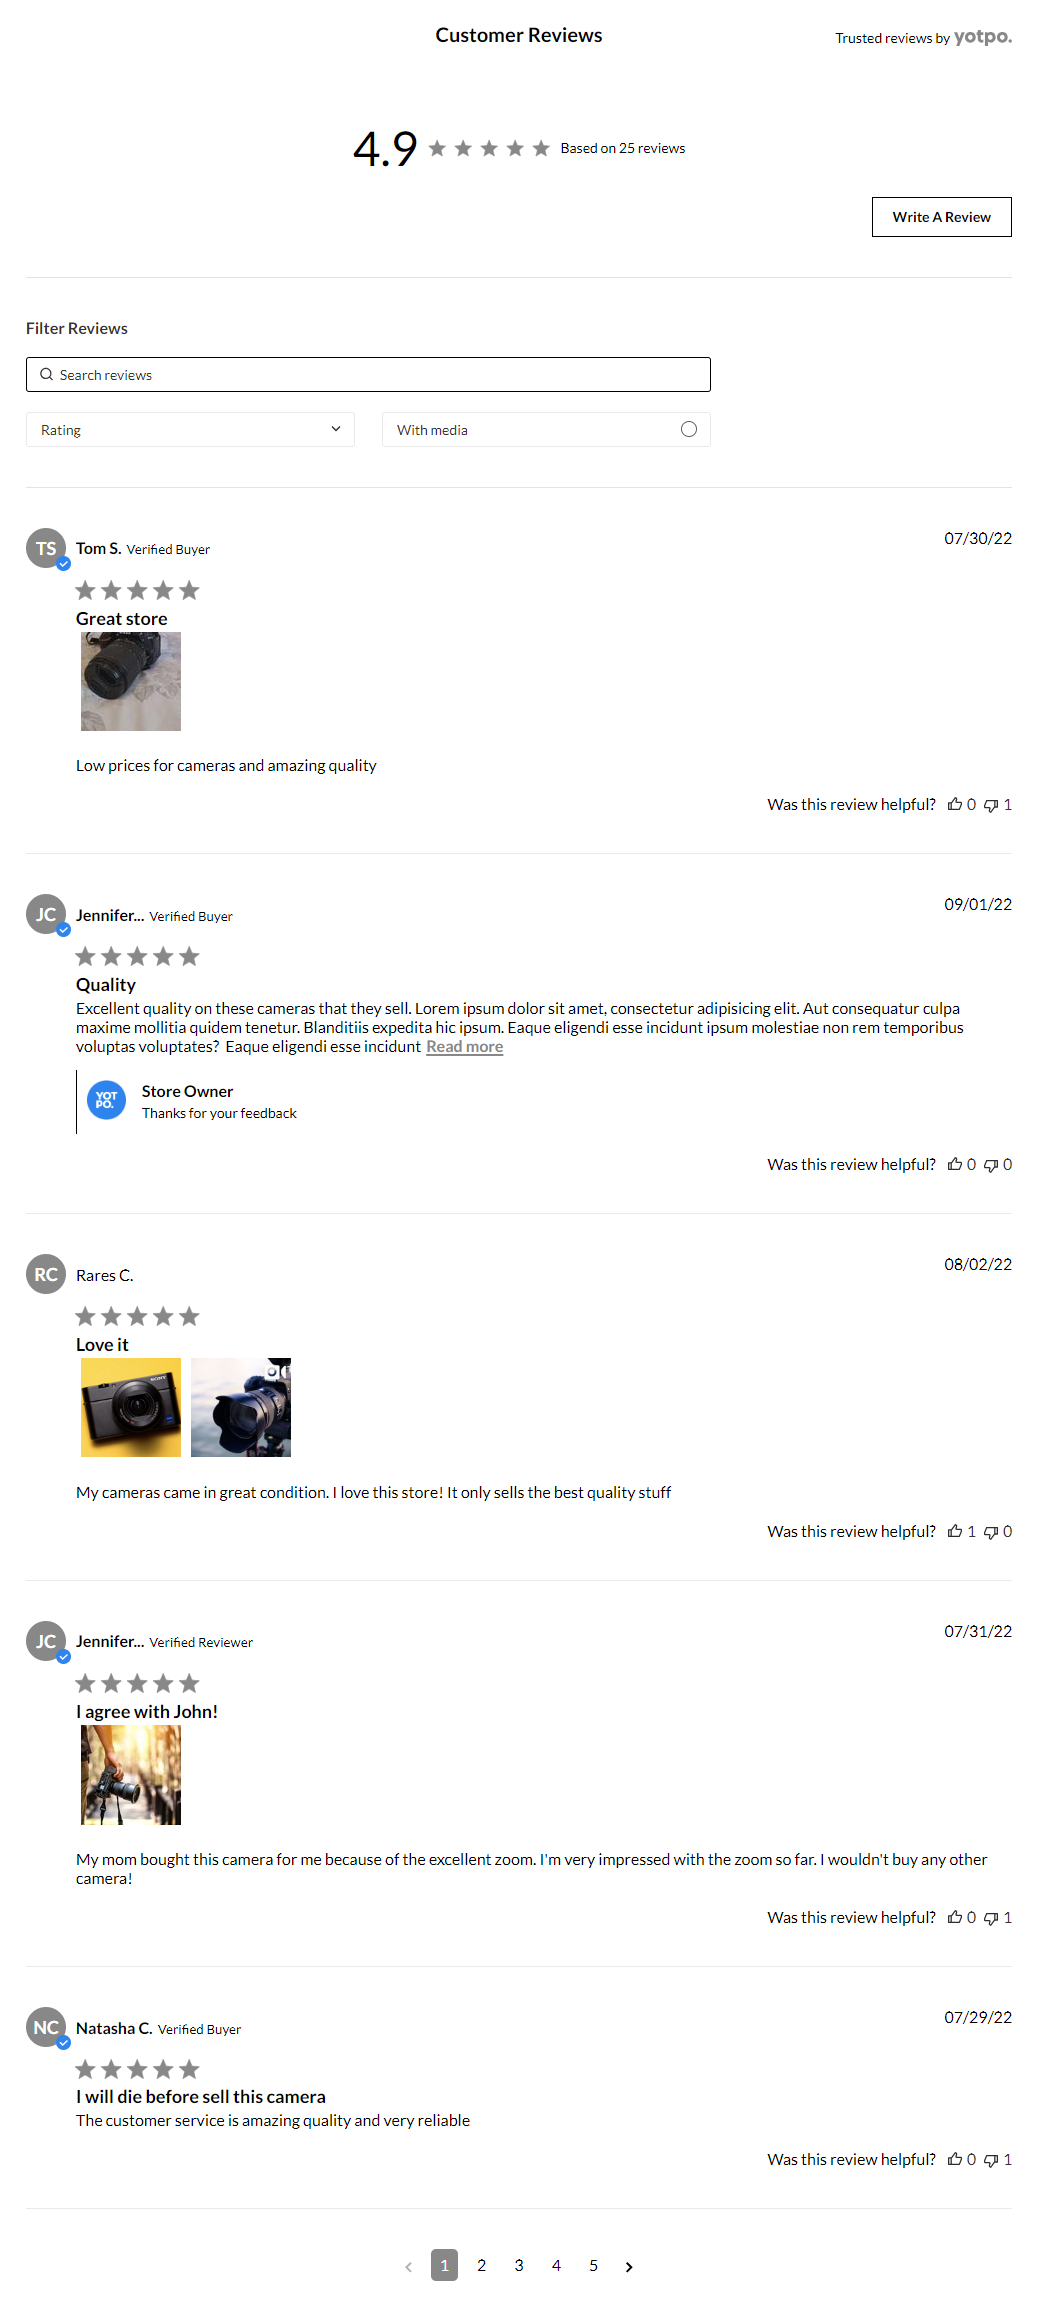 Customer Reviews
Trusted reviews by yotpo.
4.9 Based on 25 reviews
Write A Review
Filter Reviews
Search reviews
Rating
With media
TS Tom S. Verified Buyer
07/30/22
Great store
Low prices for cameras and amazing quality
Was this review helpful? 0 1
JC Jennifer... Verified Buyer
09/01/22
Quality
Excellent quality on these cameras that they sell. Lorem ipsum dolor sit amet, consectetur adipisicing elit. Aut consequatur culpa
maxime mollitia quidem tenetur. Blanditiis expedita hic ipsum. Eaque eligendi esse incidunt ipsum molestiae non rem temporibus
voluptas voluptates? Eaque eligendi esse incidunt Read more
YOT
PO.
Store Owner
Thanks for your feedback
Was this review helpful? 0 0
RC Rares C.
08/02/22
Love it
SONY
My cameras came in great condition. I love this store! It only sells the best quality stuff
Was this review helpful? 1 0
JC Jennifer... Verified Reviewer
07/31/22
I agree with John!
My mom bought this camera for me because of the excellent zoom. I'm very impressed with the zoom so far. I wouldn't buy any other
camera!
Was this review helpful? 0 1
NC Natasha C. Verified Buyer
07/29/22
I will die before sell this camera
The customer service is amazing quality and very reliable
Was this review helpful? 0 1
< 1 2 3 4 5 >